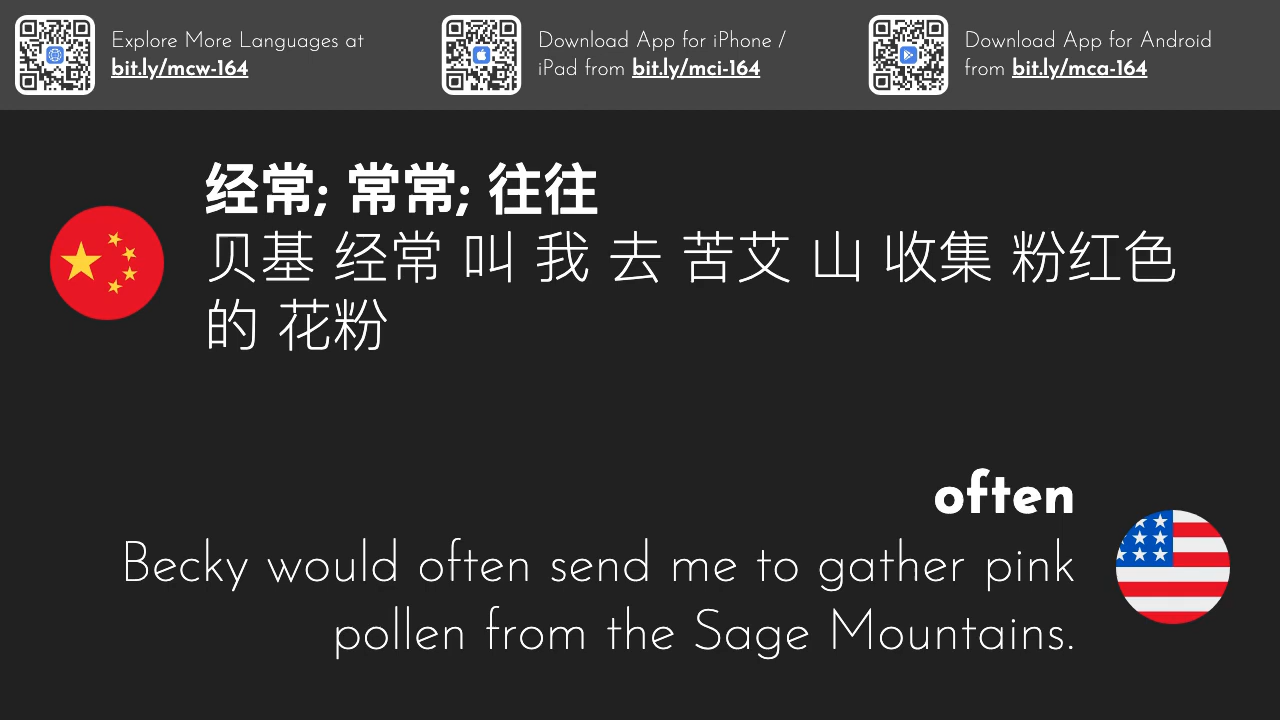 Explore More Languages at
bit.ly/mcw-164
Download App for iPhone /
iPad from bit.ly/mci-164
Download App for Android
from bit.ly/mca-164
经常; 常常; 往往
贝基 经常 叫 我 去 苦艾 山 收集 粉红色
的 花粉
often
Becky would often send me to gather pink
pollen from the Sage Mountains.